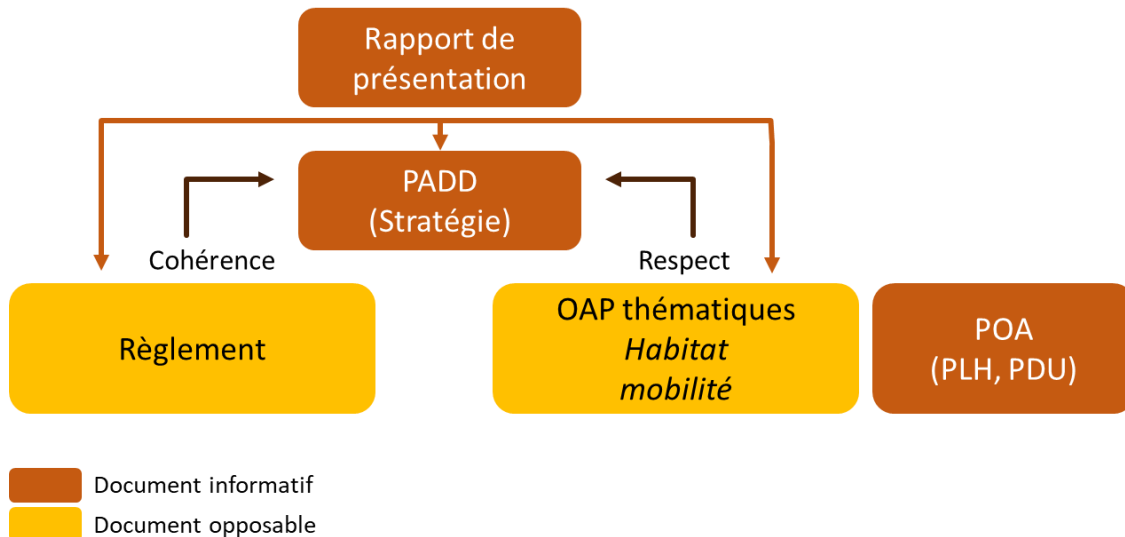 Rapport de
présentation
PADD
(Stratégie)
Cohérence
Respect
Règlement
OAP thématiques
Habitat
mobilité
POA
(PLH, PDU)
Document informatif
Document opposable